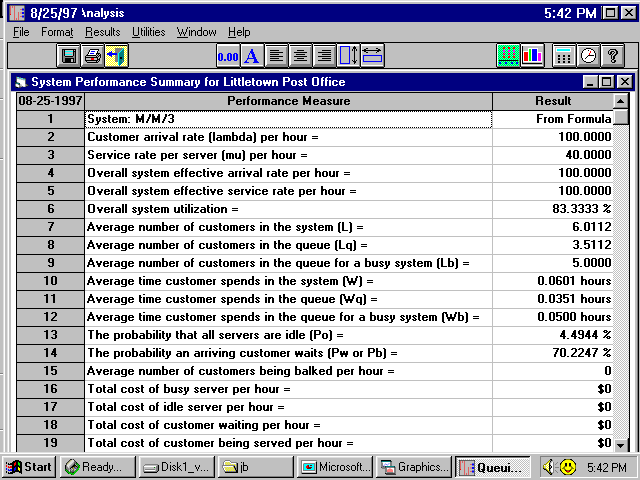 8/25/97 \nalysis 5:42 PM
File Format Results Utilities Window Help
0.00 A
System Performance Summary for Littletown Post Office
08-25-1997 Performance Measure Result
1 System: M/M/3 From Formula
2 Customer arrival rate (lambda) per hour = 100.0000
3 Service rate per server (mu) per hour = 40.0000
4 Overall system effective arrival rate per hour = 100.0000
5 Overall system effective service rate per hour = 100.0000
6 Overall system utilization = 83.3333 %
7 Average number of customers in the system (L) = 6.0112
8 Average number of customers in the queue (Lq) = 3.5112
9 Average number of customers in the queue for a busy system (Lb) = 5.0000
10 Average time customer spends in the system (W) = 0.0601 hours
11 Average time customer spends in the queue (Wq) = 0.0351 hours
12 Average time customer spends in the queue for a busy system (Wb) = 0.0500 hours
13 The probability that all servers are idle (Po) = 4.4944 %
14 The probability an arriving customer waits (Pw or Pb) = 70.2247 %
15 Average number of customers being balked per hour = 0
16 Total cost of busy server per hour = $0
17 Total cost of idle server per hour = $0
18 Total cost of customer waiting per hour = $0
19 Total cost of customer being served per hour = $0
Start Ready... Disk1_v... jb Microsoft... Graphics... Queui... 5:42 PM